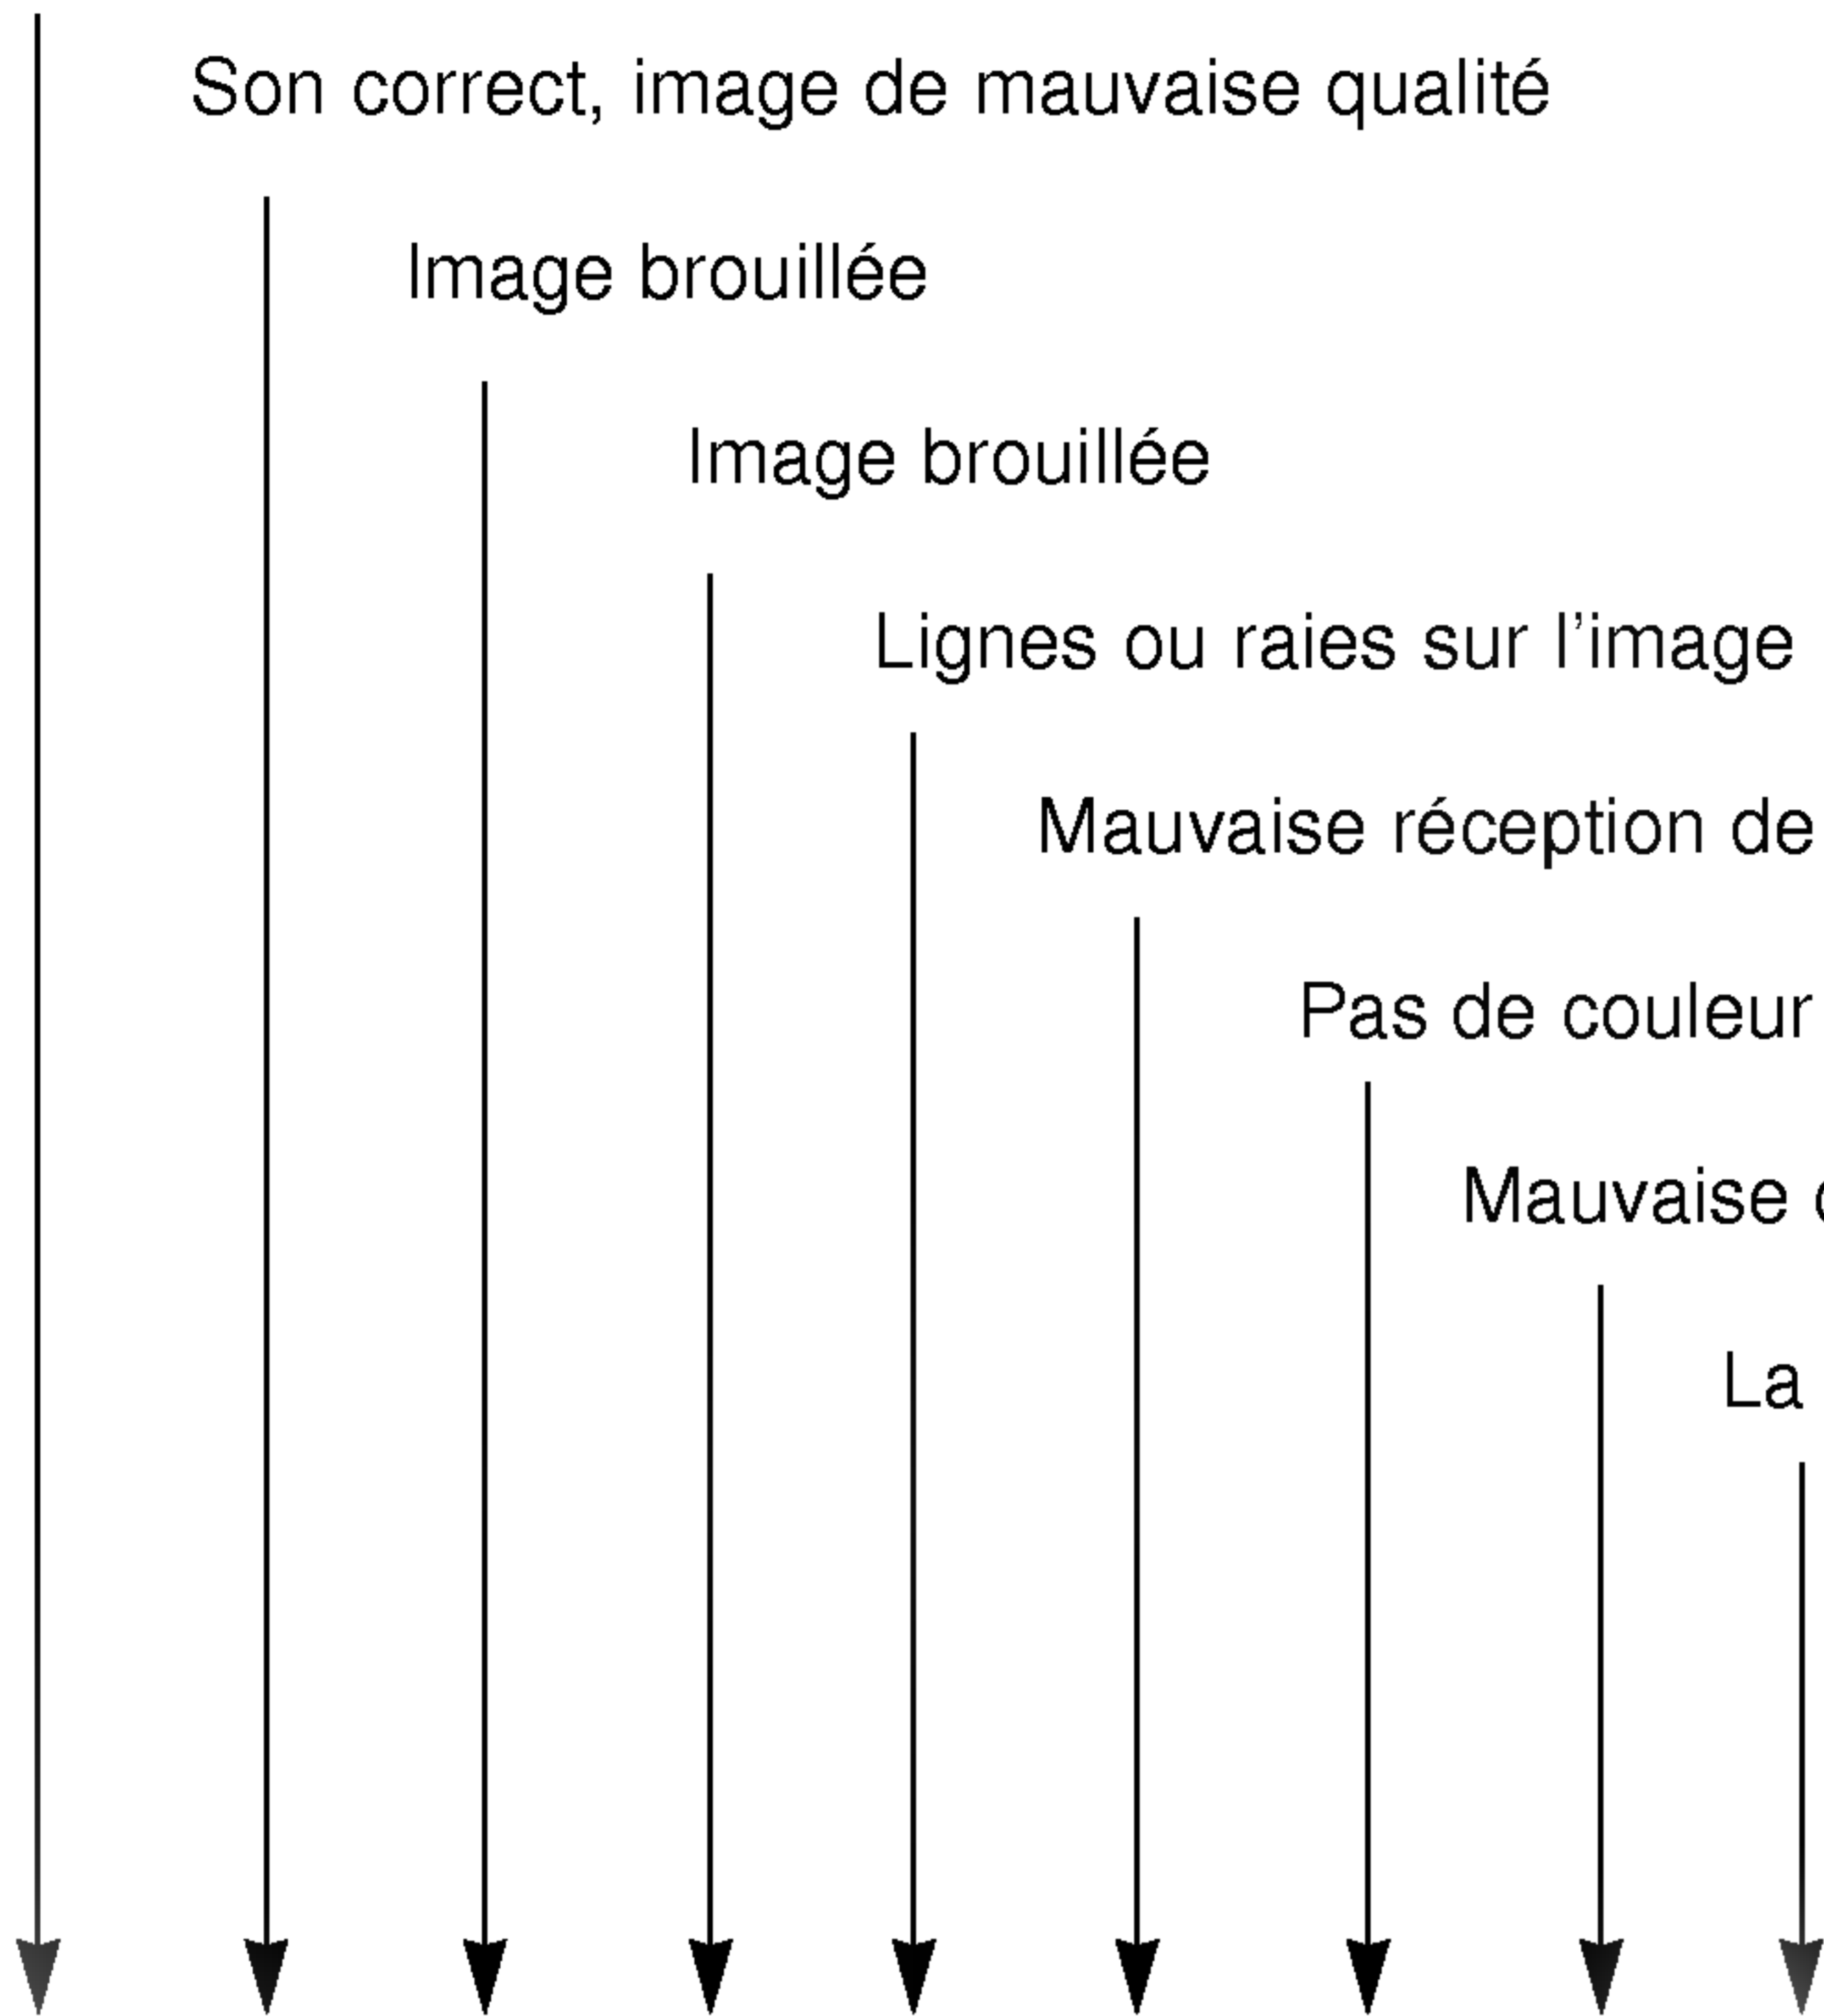 Son correct, image de mauvaise qualité
Image brouillée
Image brouillée
Lignes ou raies sur l'image
Mauvaise réception de
Pas de couleur
Mauvaise
La